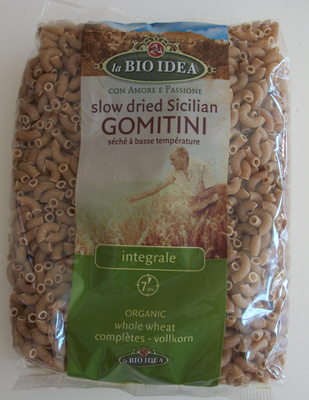 la BIO IDEA
CON AMORE E PASSIONE
slow dried Sicilian
GOMITINI
séché à basse température
integrale
7
ORGANIC
whole wheat
complètes - vollkorn
la BIO IDEA